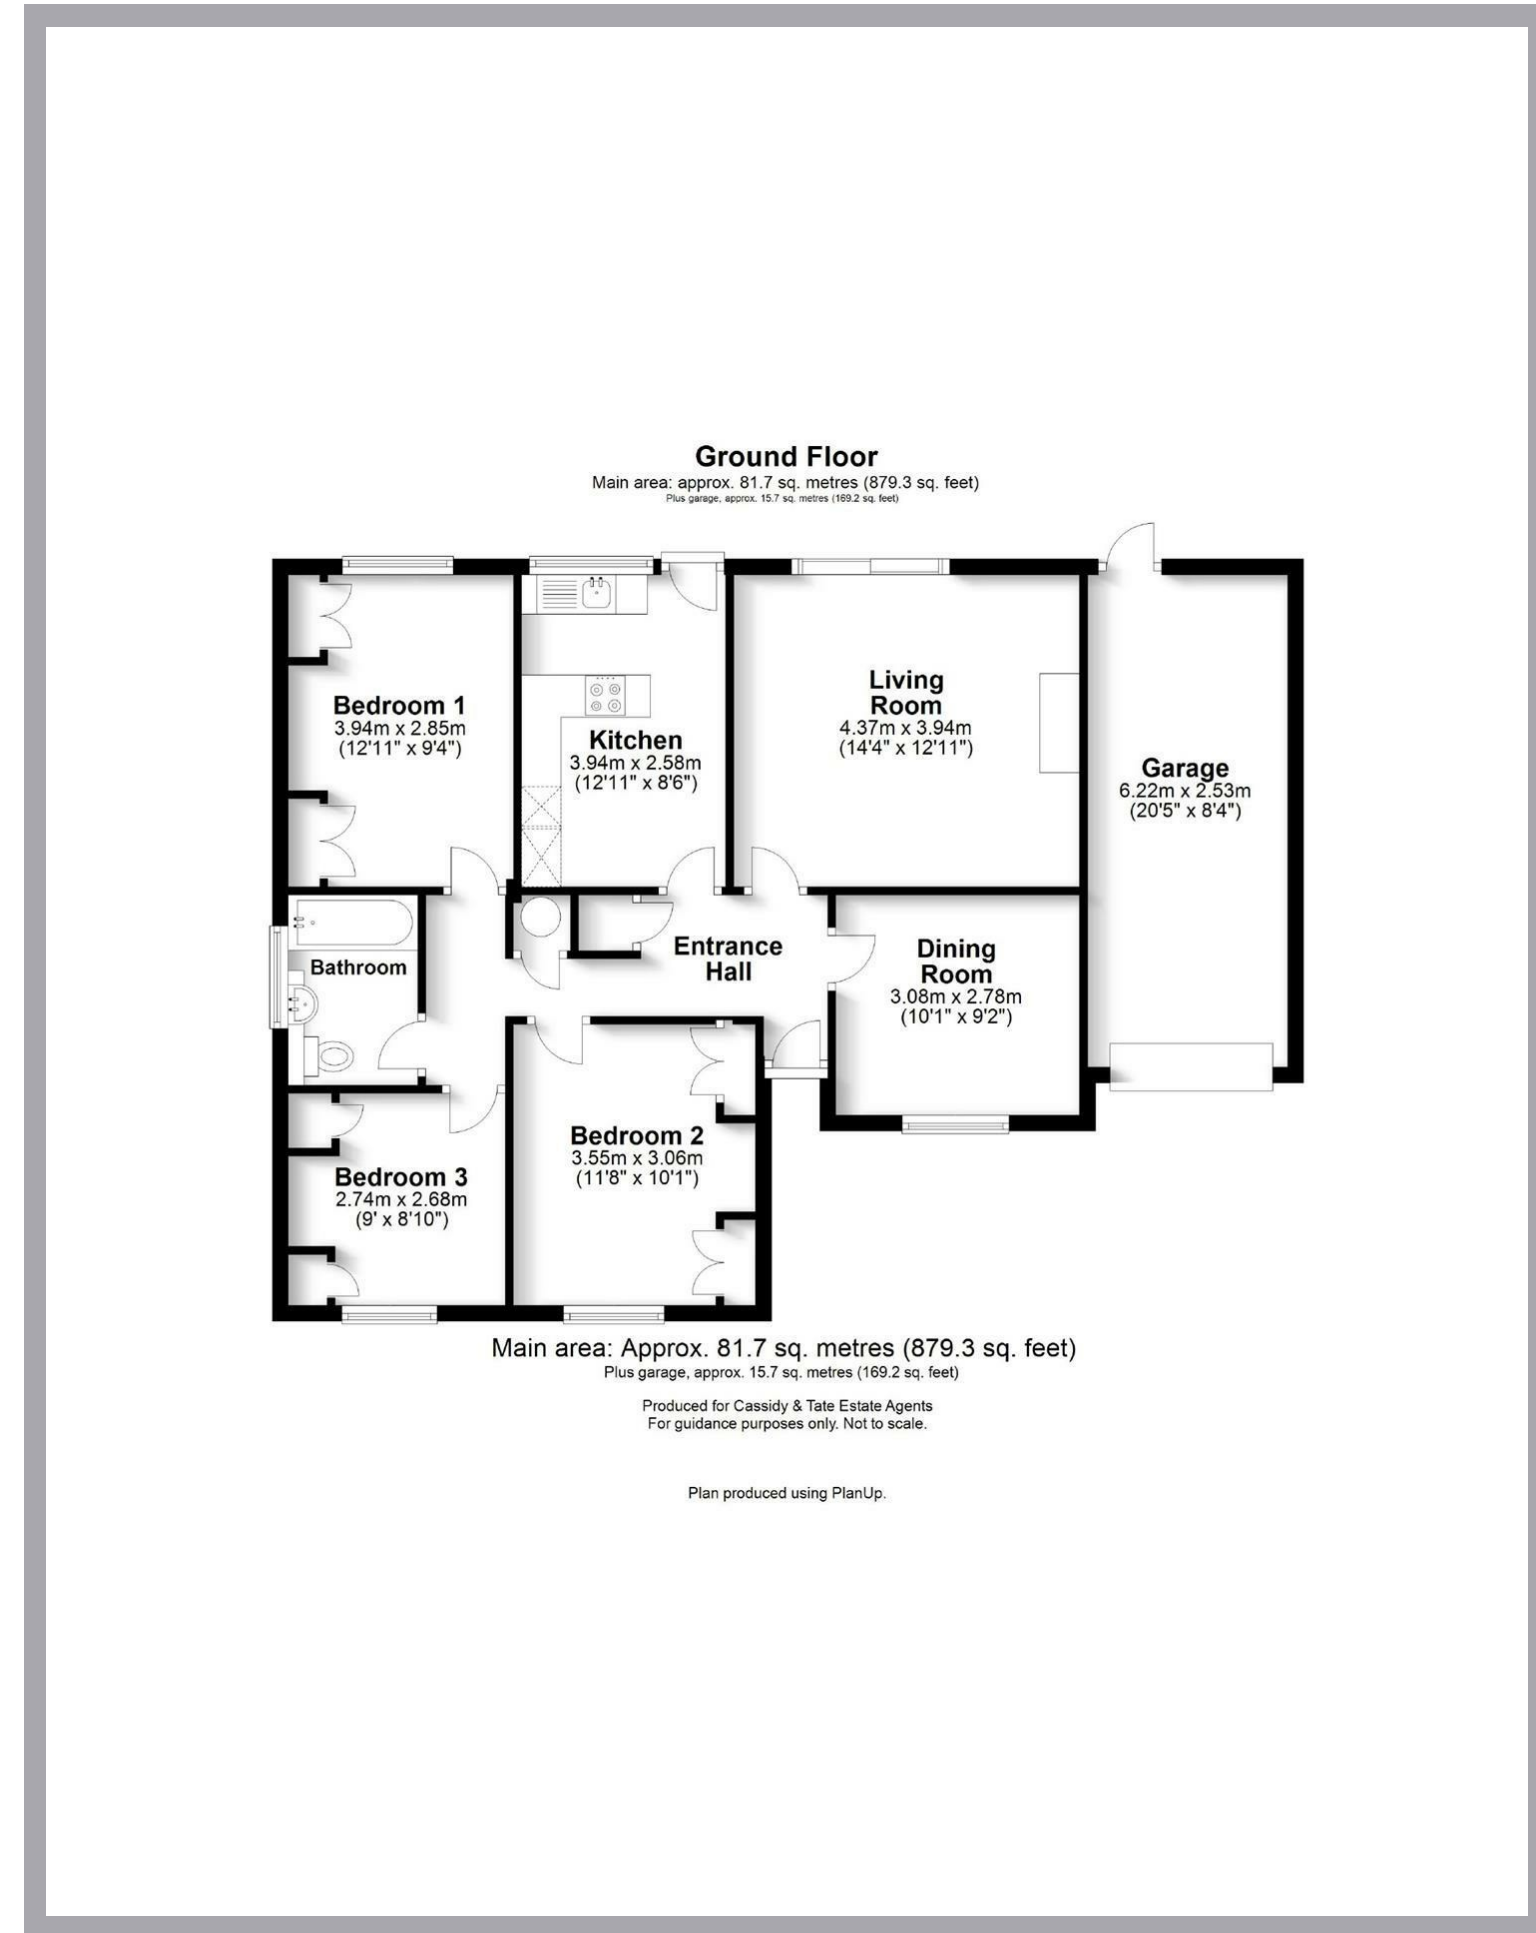 Ground Floor
Main area: approx. 81.7 sq. metres (879.3 sq. feet)
Plus garage, approx. 15.7 sq. metres (169.2 sq. feet)
Bedroom 1
3.94m x 2.85m
(12'11" x 9'4")
Kitchen
3.94m x 2.58m
(12'11" x 8'6")
Living
Room
4.37m x 3.94m
(14'4" x 12'11")
Garage
6.22m x 2.53m
(20'5" x 8'4")
Bathroom
Entrance
Hall
Dining
Room
3.08m x 2.78m
(10'1" x 9'2")
Bedroom 2
3.55m x 3.06m
(11'8" x 10'1")
Bedroom 3
2.74m x 2.68m
(9' x 8'10")
Main area: Approx. 81.7 sq. metres (879.3 sq. feet)
Plus garage, approx. 15.7 sq. metres (169.2 sq. feet)
Produced for Cassidy & Tate Estate Agents
For guidance purposes only. Not to scale.
Plan produced using PlanUp.